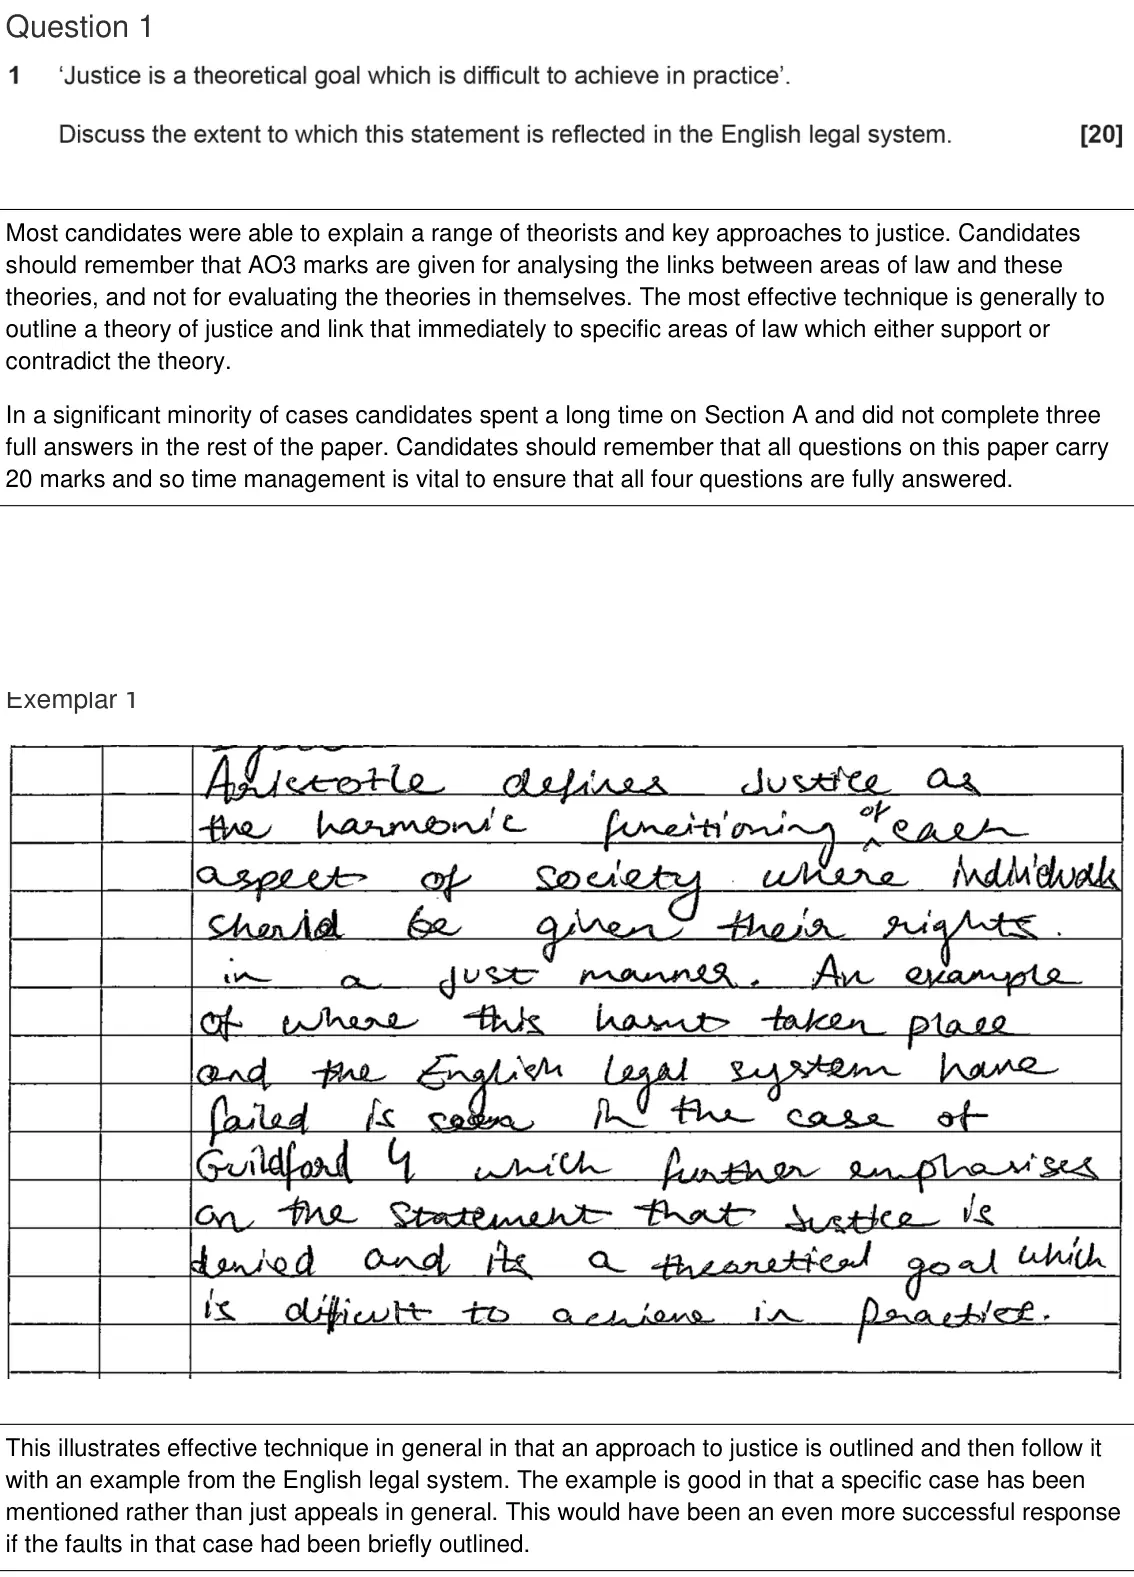 Question 1
1 ‘Justice is a theoretical goal which is difficult to achieve in practice’.
Discuss the extent to which this statement is reflected in the English legal system. [20]
Most candidates were able to explain a range of theorists and key approaches to justice. Candidates
should remember that AO3 marks are given for analysing the links between areas of law and these
theories, and not for evaluating the theories in themselves. The most effective technique is generally to
outline a theory of justice and link that immediately to specific areas of law which either support or
contradict the theory.
In a significant minority of cases candidates spent a long time on Section A and did not complete three
full answers in the rest of the paper. Candidates should remember that all questions on this paper carry
20 marks and so time management is vital to ensure that all four questions are fully answered.
Exemplar 1
Aristotle defines Justice as
the harmonic funcitioning of each
aspect of society where individuals
should be given their rights.
in a just manner. An example
of where this hasnt taken place
and the English legal system have
failed is seen in the case of
Guildford 4 which further emphasises
on the statement that Justice is
denied and its a theoretical goal which
is difficult to achieve in practice.
This illustrates effective technique in general in that an approach to justice is outlined and then follow it
with an example from the English legal system. The example is good in that a specific case has been
mentioned rather than just appeals in general. This would have been an even more successful response
if the faults in that case had been briefly outlined.